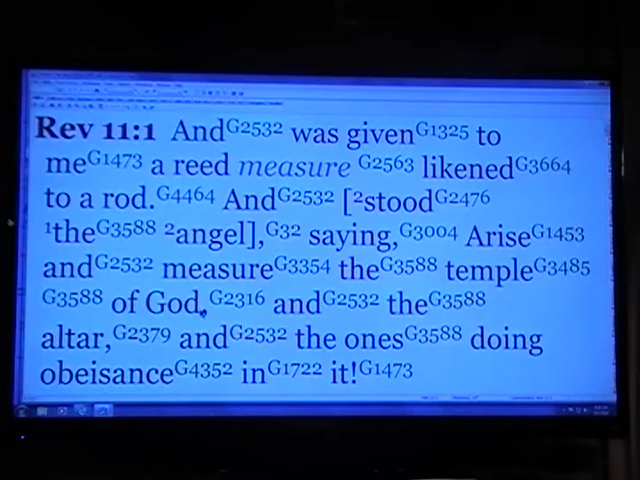 Rev 11:1 AndG2532 was givenG1325 to
meG1473 a reed measure G2563 likenedG3664
to a rod.G4464 AndG2532 [²stoodG2476
¹theG3588 ²angel],G32 saying,G3004 AriseG1453
andG2532 measureG3354 theG3588 templeG3485
G3588 of God,G2316 andG2532 theG3588
altar,G2379 andG2532 the onesG3588 doing
obeisanceG4352 inG1722 it!G1473